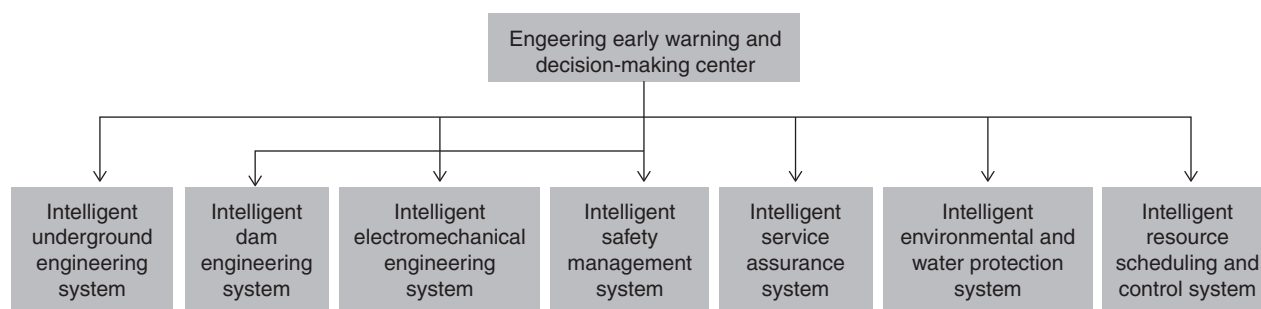 Engeering early warning and
decision-making center
Intelligent
underground
engineering
system
Intelligent
dam
engineering
system
Intelligent
electromechanical
engineering
system
Intelligent
safety
management
system
Intelligent
service
assurance
system
Intelligent
environmental and
water protection
system
Intelligent
resource
scheduling and
control system